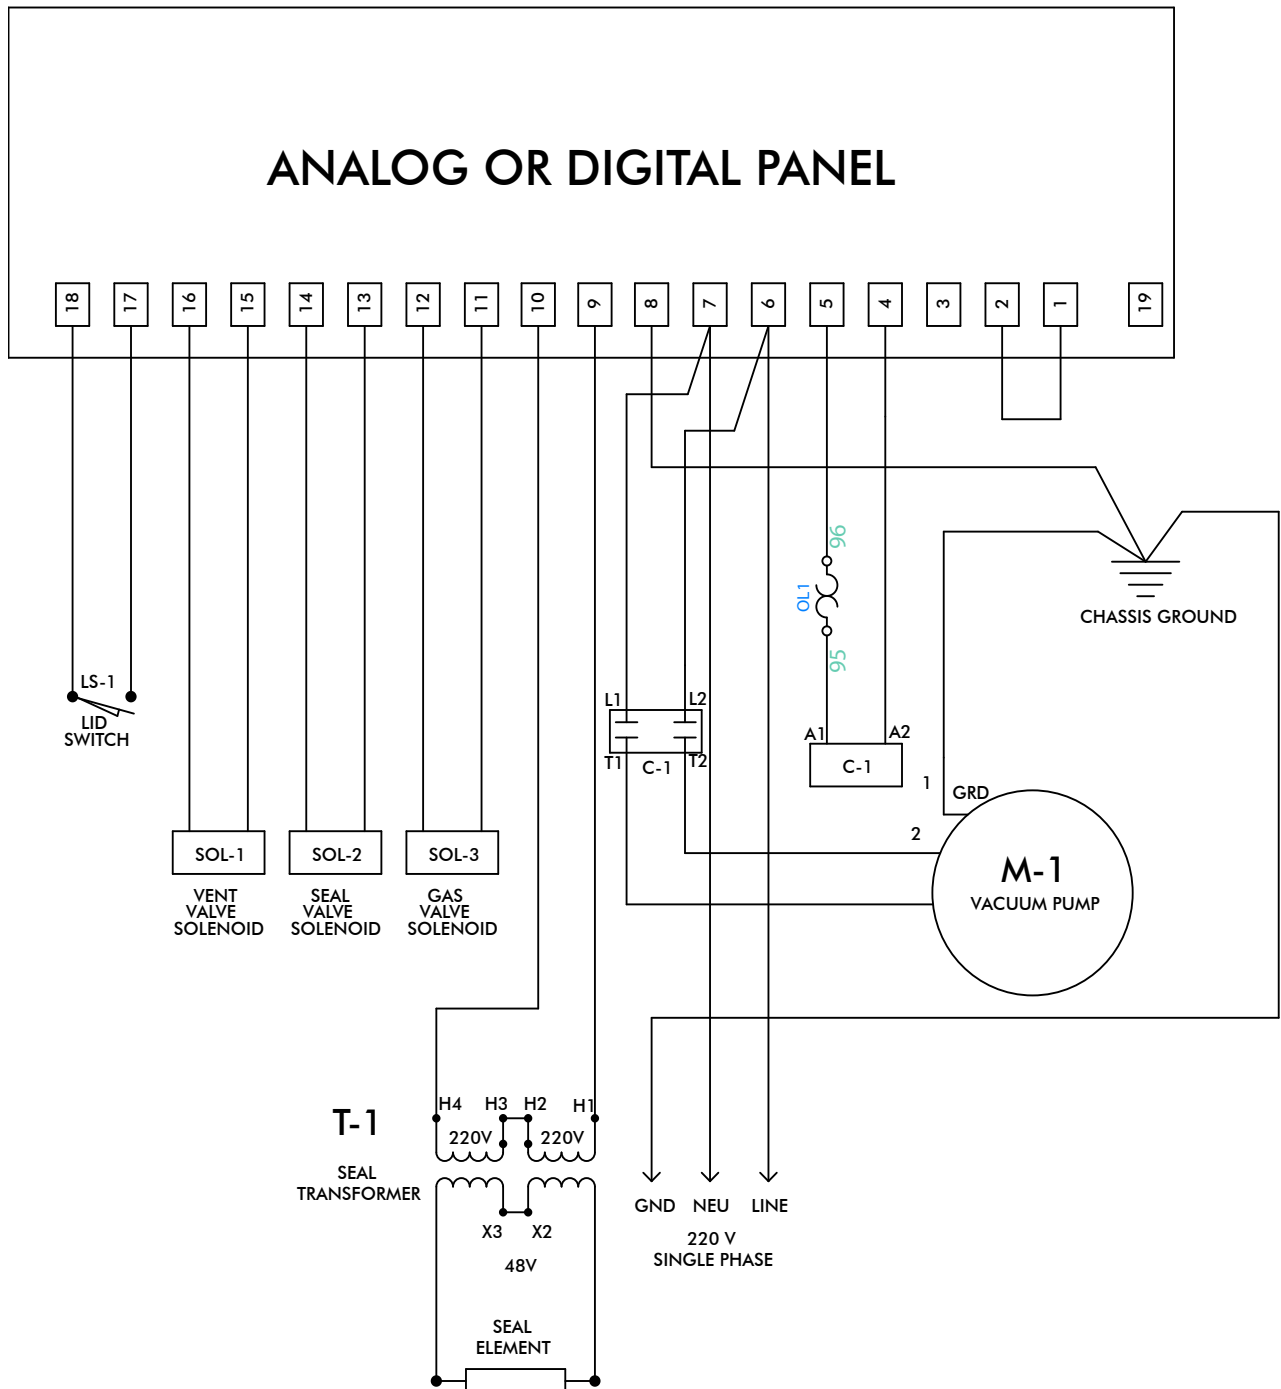 ANALOG OR DIGITAL PANEL
18 17 16 15 14 13 12 11 10 9 8 7 6 5 4 3 2 1 19
96
OL1
95
CHASSIS GROUND
LS-1
LID
SWITCH
L1 L2
T1 C-1 T2
A1 A2
C-1
1 GRD
2
M-1
VACUUM PUMP
SOL-1 SOL-2 SOL-3
VENT
VALVE
SOLENOID
SEAL
VALVE
SOLENOID
GAS
VALVE
SOLENOID
T-1
SEAL
TRANSFORMER
H4 H3 H2 H1
220V 220V
X3 X2
48V
GND NEU LINE
220 V
SINGLE PHASE
SEAL
ELEMENT